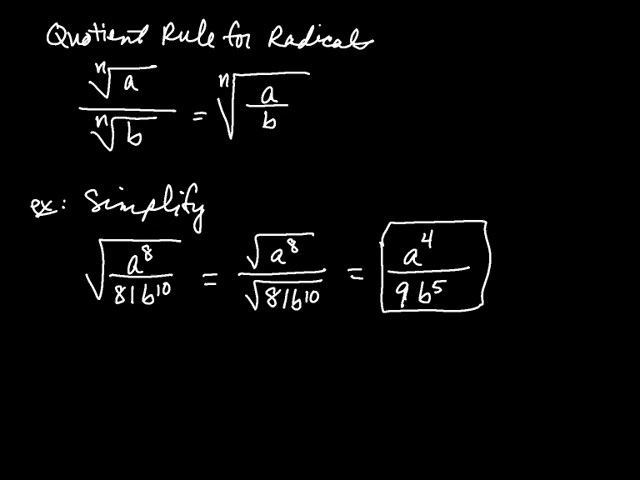 Quotient Rule for Radicals
ⁿ√a / ⁿ√b = ⁿ√(a/b)
ex: Simplify
√(a⁸/81b¹⁰) = √a⁸/√81b¹⁰ = a⁴/9b⁵